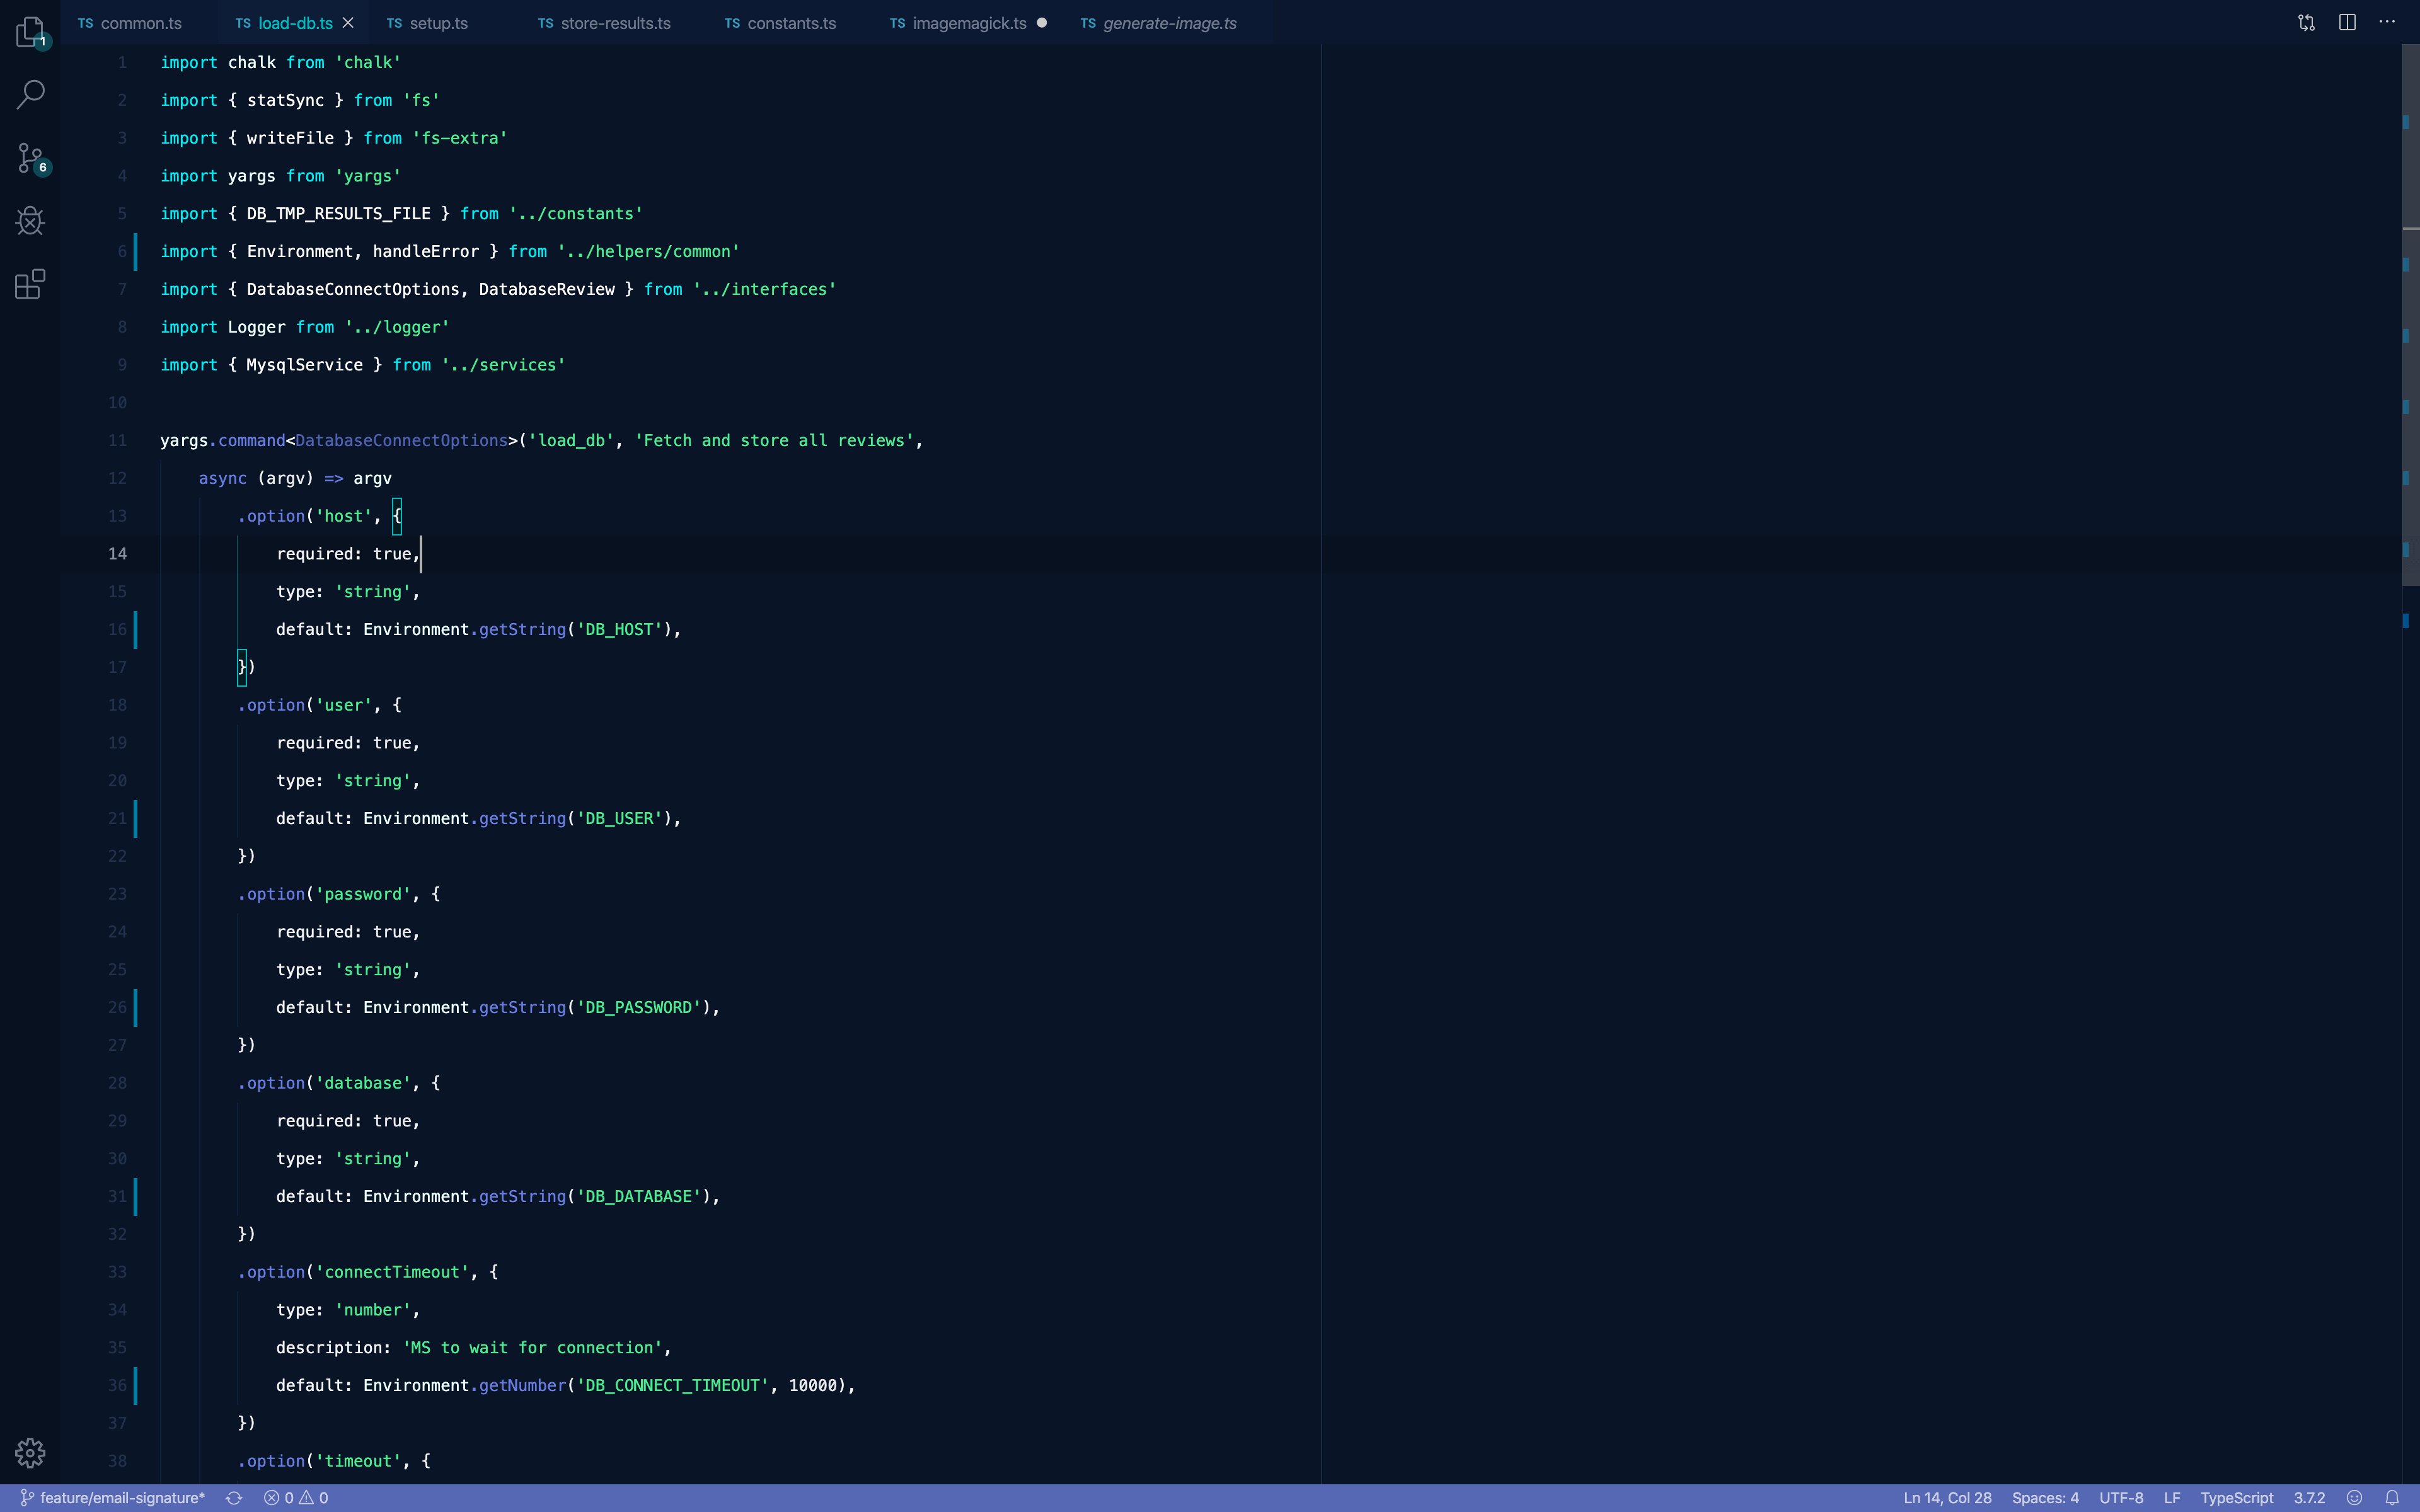 TS common.ts TS load-db.ts TS setup.ts TS store-results.ts TS constants.ts TS imagemagick.ts TS generate-image.ts
1
6
1 import chalk from 'chalk'
2 import { statSync } from 'fs'
3 import { writeFile } from 'fs-extra'
4 import yargs from 'yargs'
5 import { DB_TMP_RESULTS_FILE } from '../constants'
6 import { Environment, handleError } from '../helpers/common'
7 import { DatabaseConnectOptions, DatabaseReview } from '../interfaces'
8 import Logger from '../logger'
9 import { MysqlService } from '../services'
10
11 yargs.command<DatabaseConnectOptions>('load_db', 'Fetch and store all reviews',
12 async (argv) => argv
13 .option('host', {
14 required: true,
15 type: 'string',
16 default: Environment.getString('DB_HOST'),
17 })
18 .option('user', {
19 required: true,
20 type: 'string',
21 default: Environment.getString('DB_USER'),
22 })
23 .option('password', {
24 required: true,
25 type: 'string',
26 default: Environment.getString('DB_PASSWORD'),
27 })
28 .option('database', {
29 required: true,
30 type: 'string',
31 default: Environment.getString('DB_DATABASE'),
32 })
33 .option('connectTimeout', {
34 type: 'number',
35 description: 'MS to wait for connection',
36 default: Environment.getNumber('DB_CONNECT_TIMEOUT', 10000),
37 })
38 .option('timeout', {
feature/email-signature* 0 0 Ln 14, Col 28 Spaces: 4 UTF-8 LF TypeScript 3.7.2